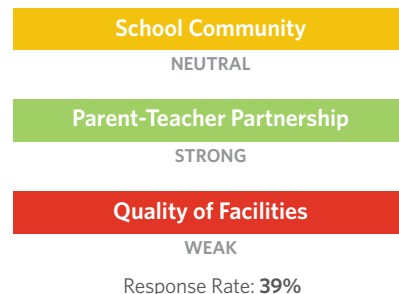 School Community
NEUTRAL
Parent-Teacher Partnership
STRONG
Quality of Facilities
WEAK
Response Rate: 39%